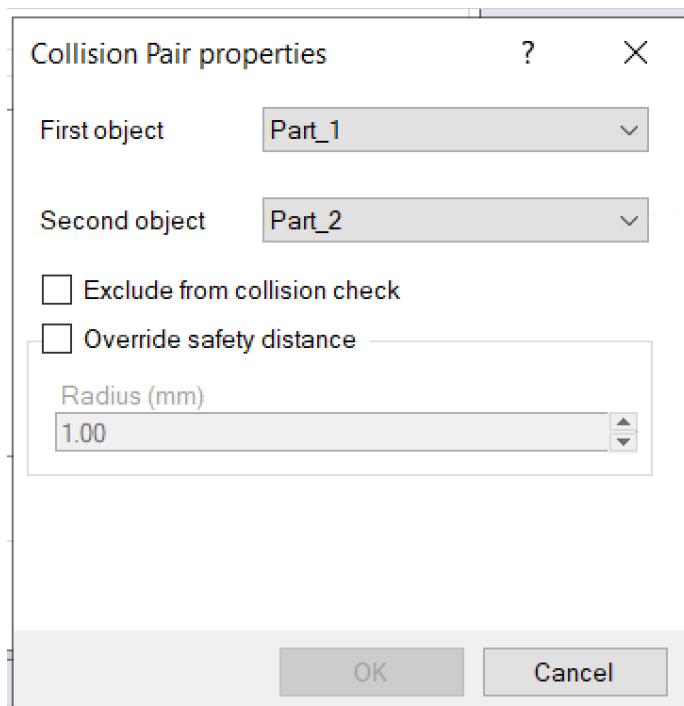 Collision Pair properties ?
First object Part_1
Second object Part_2
Exclude from collision check
Override safety distance
Radius (mm)
1.00
OK Cancel